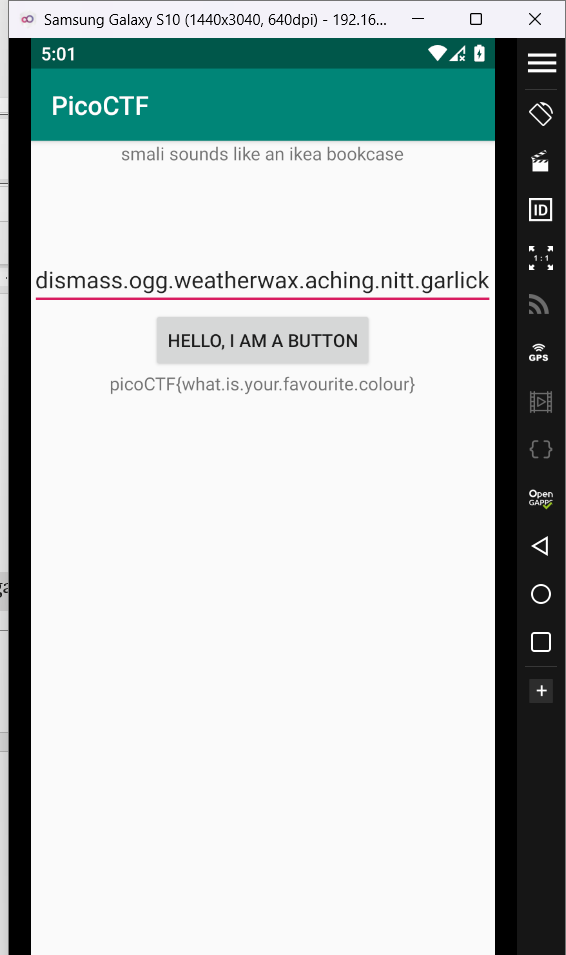 Samsung Galaxy S10 (1440x3040, 640dpi) - 192.16...
5:01
PicoCTF
smali sounds like an ikea bookcase
dismass.ogg.weatherwax.aching.nitt.garlick
HELLO, I AM A BUTTON
picoCTF{what.is.your.favourite.colour}
ID
1:1
GPS
Open
GAPPS